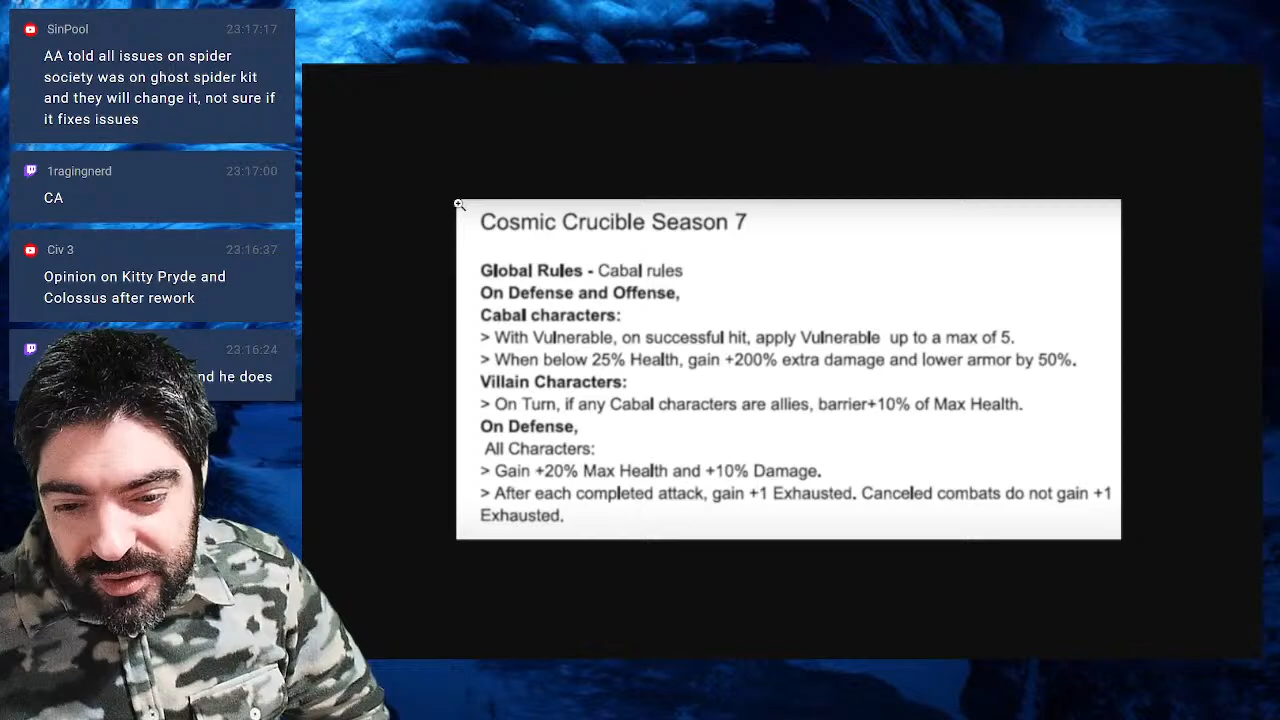 SinPool 23:17:17
AA told all issues on spider
society was on ghost spider kit
and they will change it, not sure if
it fixes issues
1ragingnerd 23:17:00
CA
Civ 3 23:16:37
Opinion on Kitty Pryde and
Colossus after rework
23:16:24
nd he does
Cosmic Crucible Season 7
Global Rules - Cabal rules
On Defense and Offense,
Cabal characters:
> With Vulnerable, on successful hit, apply Vulnerable up to a max of 5.
> When below 25% Health, gain +200% extra damage and lower armor by 50%.
Villain Characters:
> On Turn, if any Cabal characters are allies, barrier+10% of Max Health.
On Defense,
All Characters:
> Gain +20% Max Health and +10% Damage.
> After each completed attack, gain +1 Exhausted. Canceled combats do not gain +1
Exhausted.